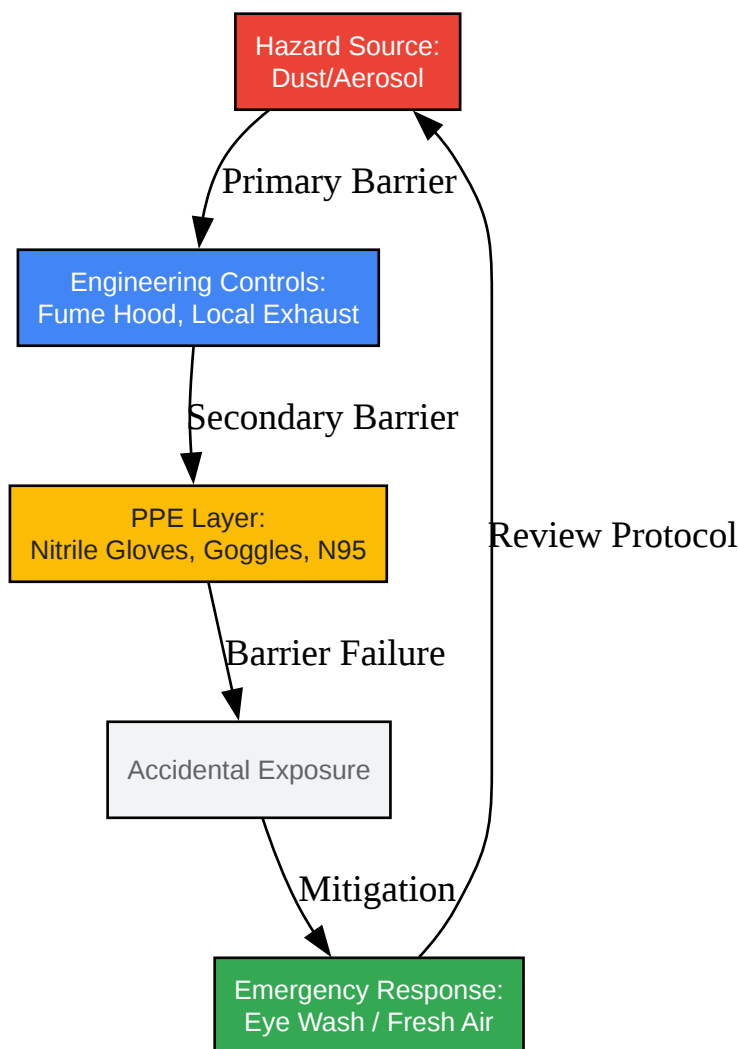 Hazard Source:
Dust/Aerosol
Primary Barrier
Engineering Controls:
Fume Hood, Local Exhaust
Secondary Barrier
PPE Layer:
Nitrile Gloves, Goggles, N95
Review Protocol
Barrier Failure
Accidental Exposure
Mitigation
Emergency Response:
Eye Wash / Fresh Air